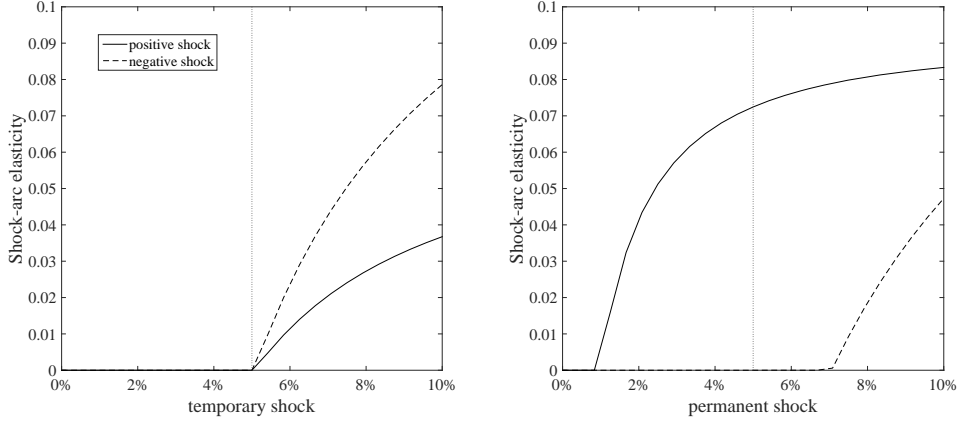 Shock-arc elasticity
0.1
0.09
0.08
0.07
0.06
0.05
0.04
0.03
0.02
0.01
0
positive shock
negative shock
0% 2% 4% 6% 8% 10%
temporary shock
Shock-arc elasticity
0.1
0.09
0.08
0.07
0.06
0.05
0.04
0.03
0.02
0.01
0
0% 2% 4% 6% 8% 10%
permanent shock